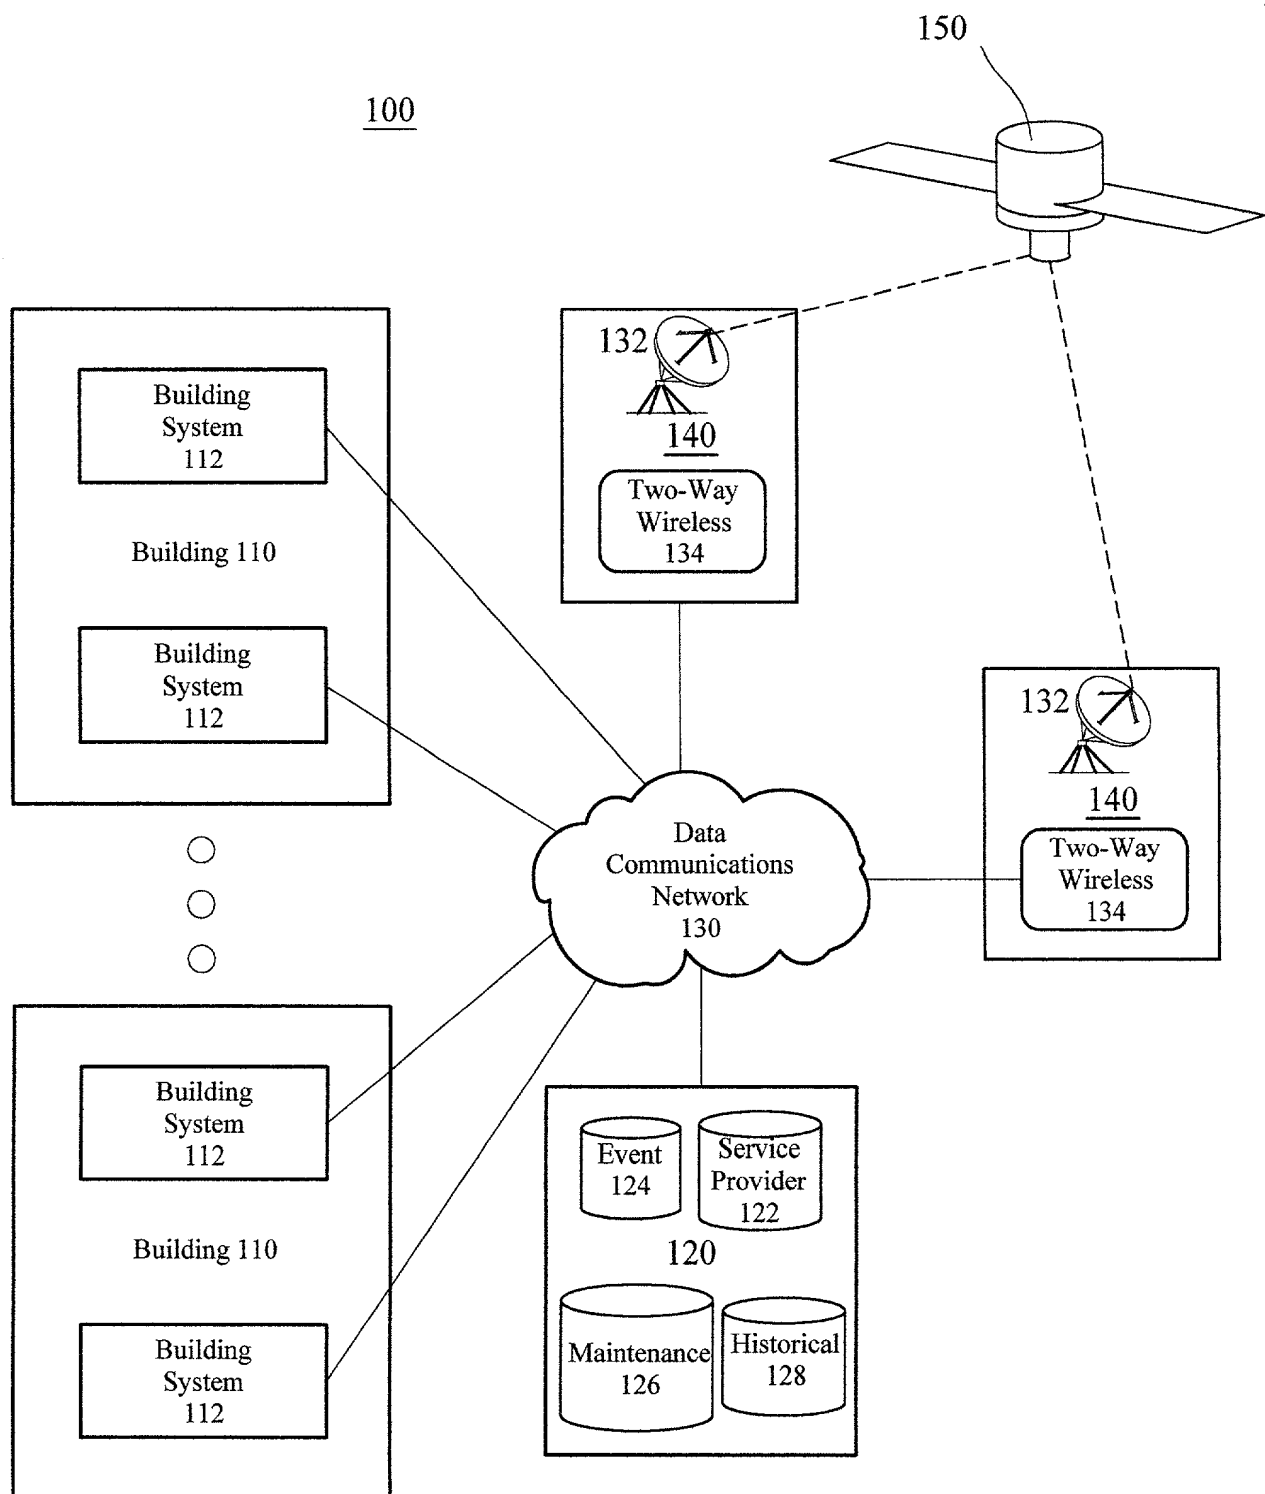 150
100
Building
System
112
Building 110
Building
System
112
132
140
Two-Way
Wireless
134
132
140
Two-Way
Wireless
134
Data
Communications
Network
130
Building
System
112
Building 110
Building
System
112
Event
124
Service
Provider
122
120
Maintenance
126
Historical
128